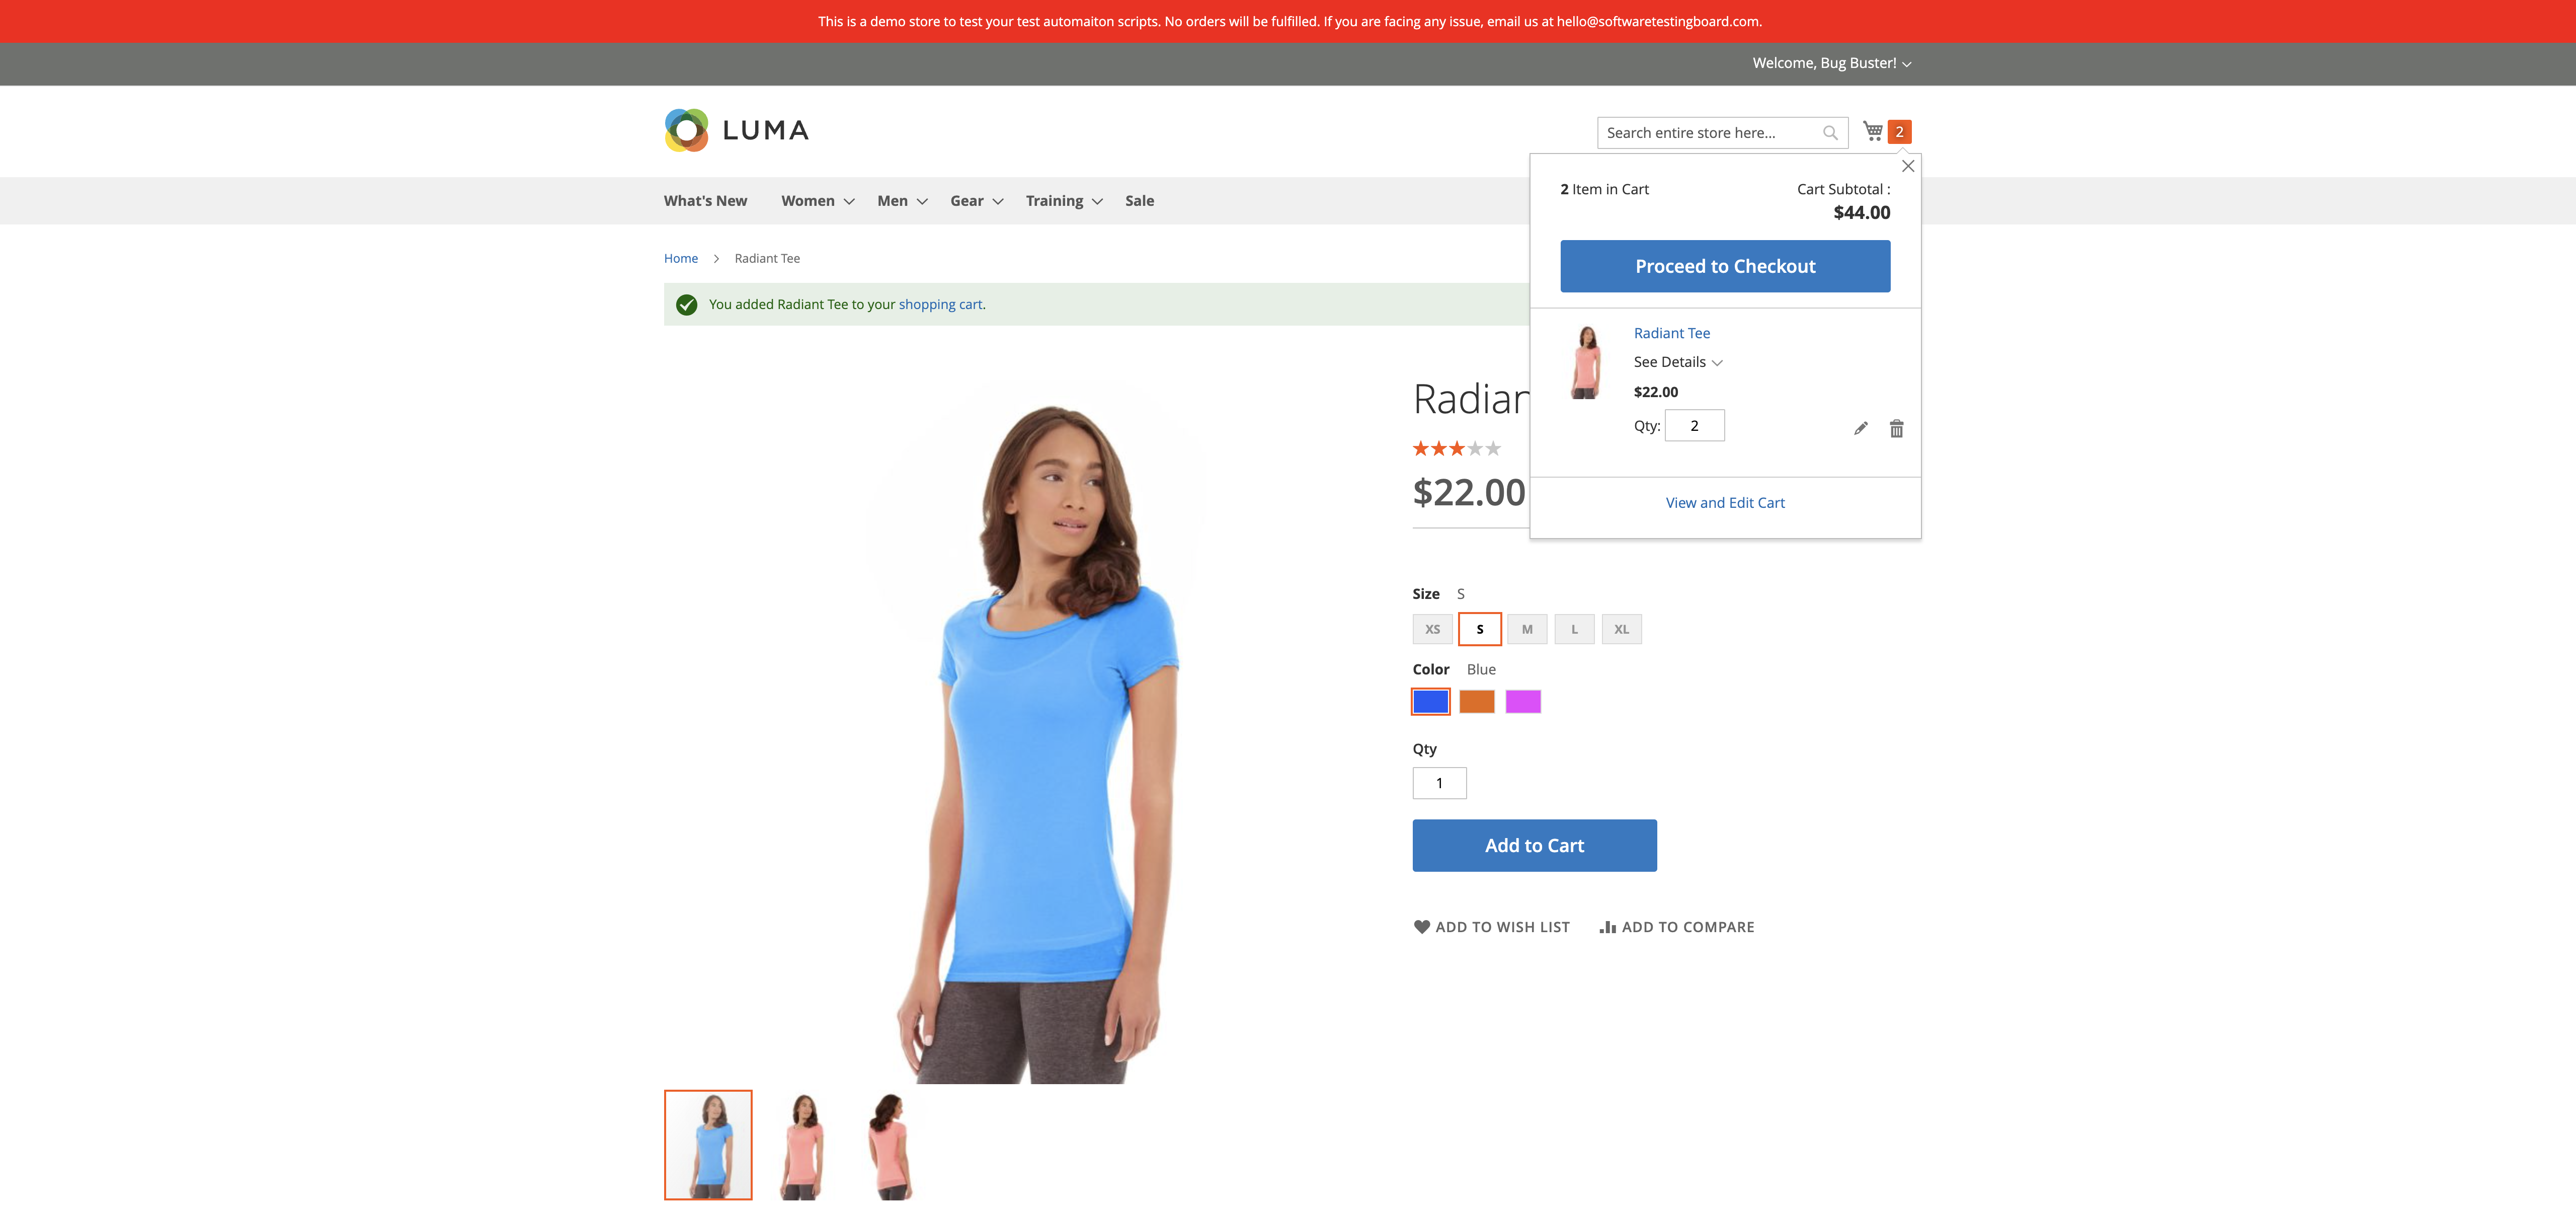 This is a demo store to test your test automaiton scripts. No orders will be fulfilled. If you are facing any issue, email us at hello@softwaretestingboard.com.
Welcome, Bug Buster!
LUMA
Search entire store here...
2
What's New Women Men Gear Training Sale
2 Item in Cart
Cart Subtotal :
$44.00
Proceed to Checkout
Radiant Tee
See Details
$22.00
Qty: 2
View and Edit Cart
Home Radiant Tee
You added Radiant Tee to your shopping cart.
$22.00
Size S
XS S M L XL
Color Blue
Qty
1
Add to Cart
ADD TO WISH LIST ADD TO COMPARE